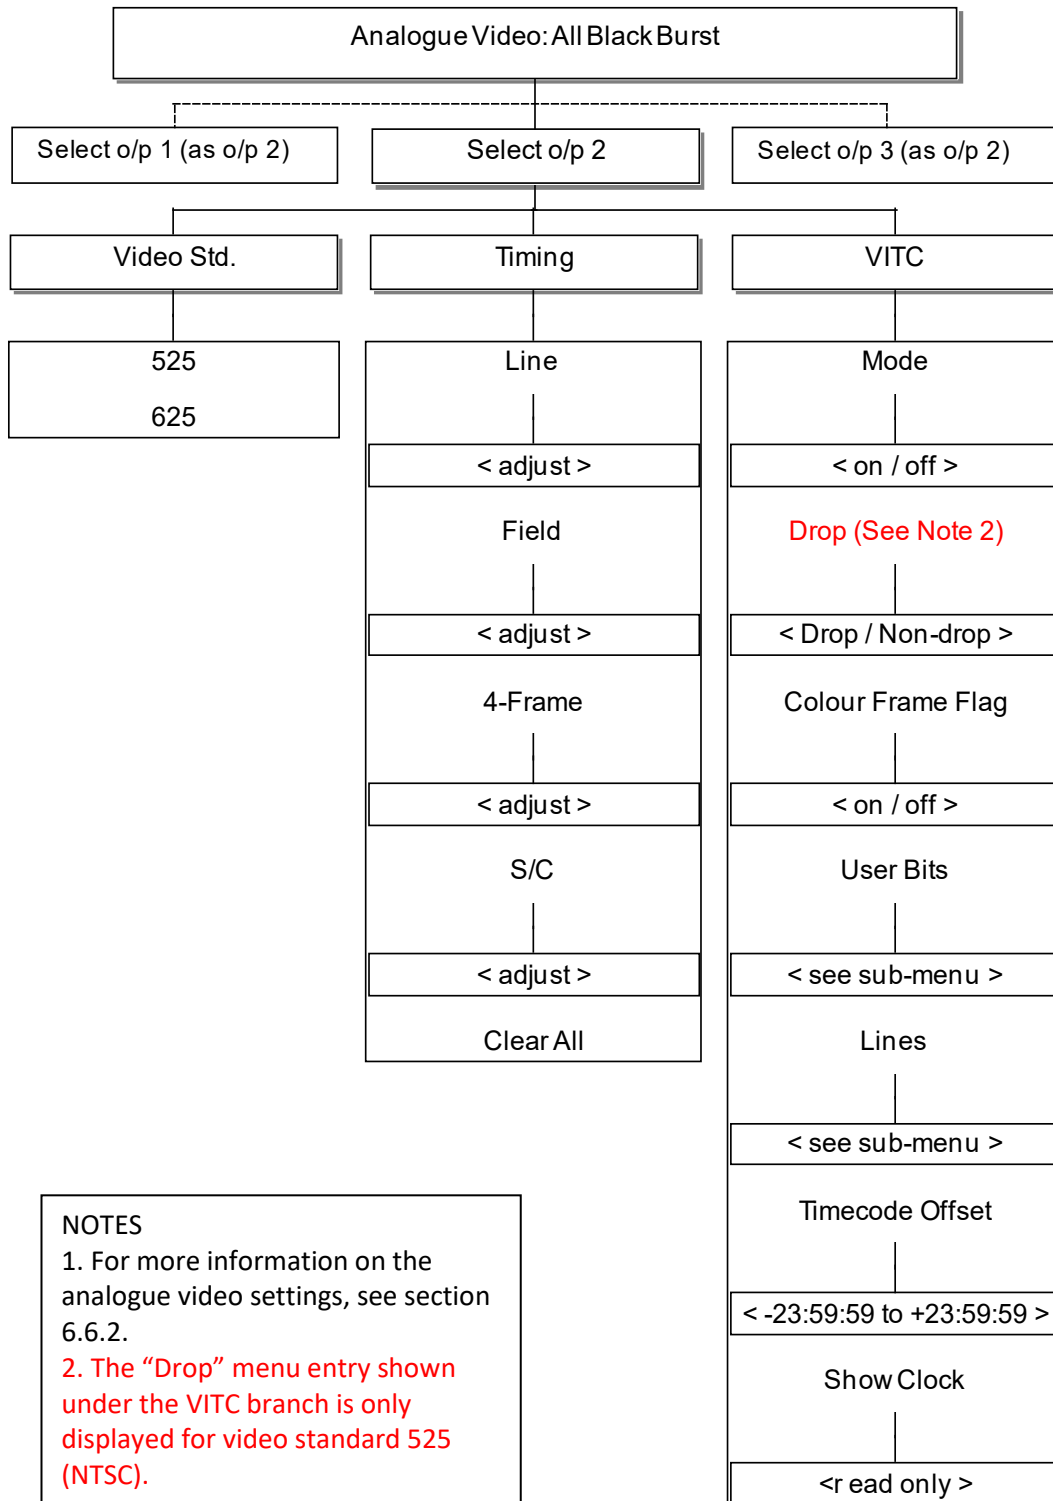 Analogue Video: All Black Burst
Select o/p 1 (as o/p 2)
Select o/p 2
Select o/p 3 (as o/p 2)
Video Std.
Timing
VITC
525
625
Line
< adjust >
Field
< adjust >
4-Frame
< adjust >
S/C
< adjust >
Clear All
Mode
< on / off >
Drop (See Note 2)
< Drop / Non-drop >
Colour Frame Flag
< on / off >
User Bits
< see sub-menu >
Lines
< see sub-menu >
Timecode Offset
< -23:59:59 to +23:59:59 >
Show Clock
<r ead only >
NOTES
1. For more information on the
analogue video settings, see section
6.6.2.
2. The “Drop” menu entry shown
under the VITC branch is only
displayed for video standard 525
(NTSC).